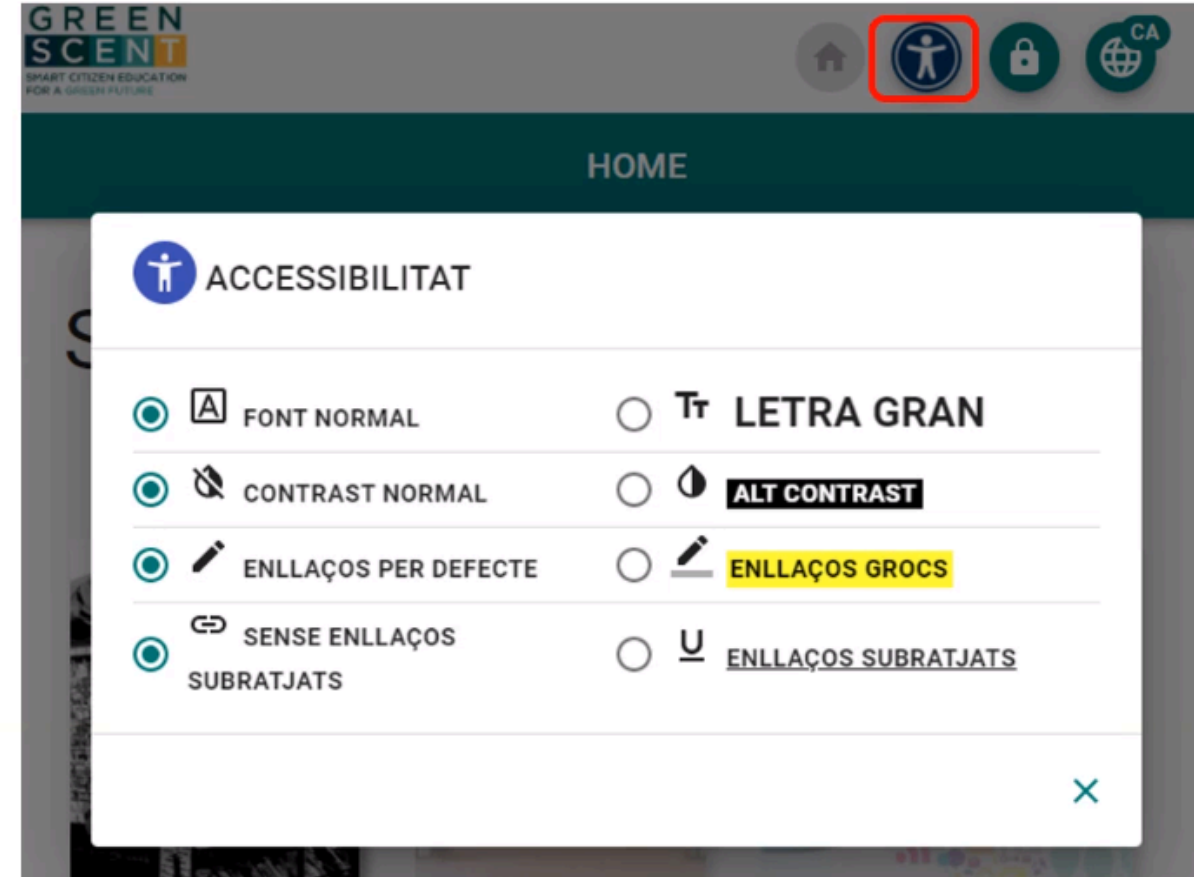 GREEN
SCENT
SMART CITIZEN EDUCATION
FOR A GREEN FUTURE
CA
HOME
S
ACCESSIBILITAT
A FONT NORMAL
TT LETRA GRAN
CONTRAST NORMAL
ALT CONTRAST
ENLLAÇOS PER DEFECTE
ENLLAÇOS GROCS
SENSE ENLLAÇOS
SUBRATJATS
U ENLLAÇOS SUBRATJATS